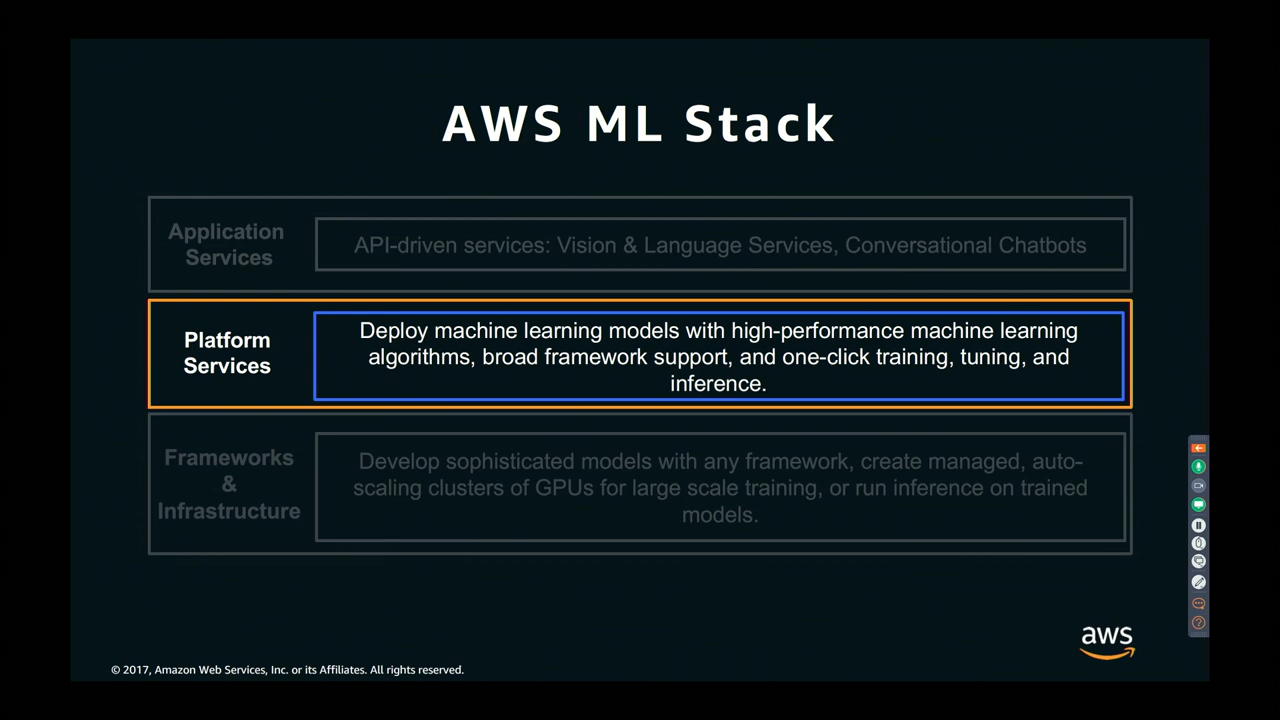 AWS ML Stack
Application
Services
API-driven services: Vision & Language Services, Conversational Chatbots
Platform
Services
Deploy machine learning models with high-performance machine learning
algorithms, broad framework support, and one-click training, tuning, and
inference.
Frameworks
&
Infrastructure
Develop sophisticated models with any framework, create managed, auto-
scaling clusters of GPUs for large scale training, or run inference on trained
models.
aws
© 2017, Amazon Web Services, Inc. or its Affiliates. All rights reserved.